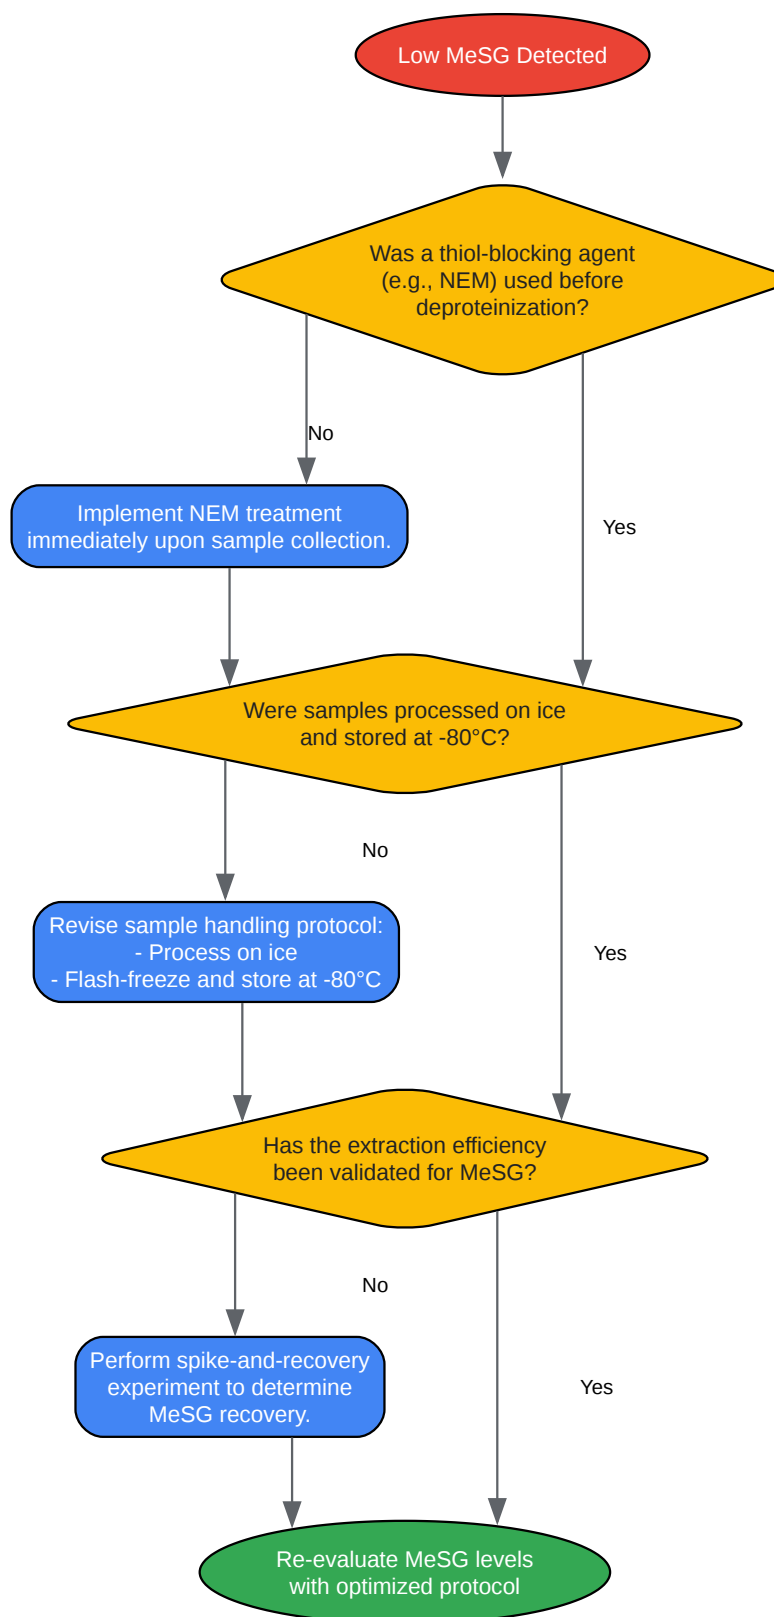 Low MeSG Detected
Was a thiol-blocking agent
(e.g., NEM) used before
deproteinization?
No
Implement NEM treatment
immediately upon sample collection.
Yes
Were samples processed on ice
and stored at -80°C?
No
Revise sample handling protocol:
- Process on ice
- Flash-freeze and store at -80°C
Yes
Has the extraction efficiency
been validated for MeSG?
No
Perform spike-and-recovery
experiment to determine
MeSG recovery.
Yes
Re-evaluate MeSG levels
with optimized protocol